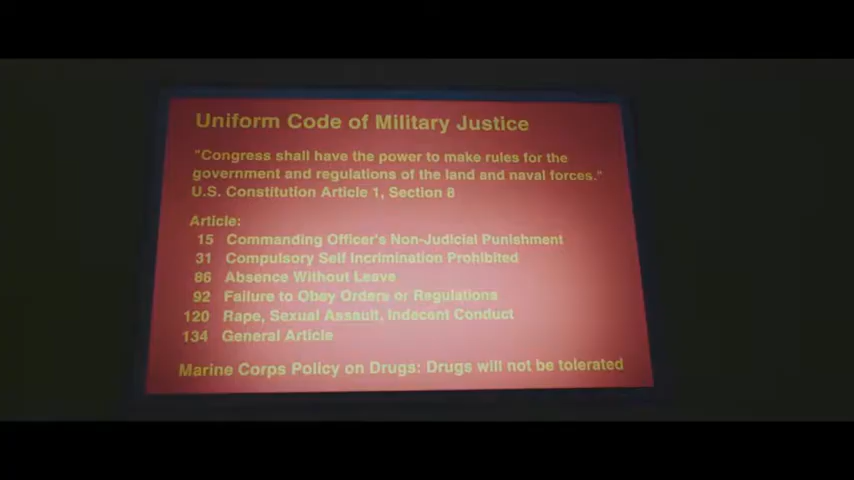 Uniform Code of Military Justice
"Congress shall have the power to make rules for the
government and regulations of the land and naval forces."
U.S. Constitution Article 1, Section 8
Article:
15 Commanding Officer's Non-Judicial Punishment
31 Compulsory Self Incrimination Prohibited
86 Absence Without Leave
92 Failure to Obey Orders or Regulations
120 Rape, Sexual Assault, Indecent Conduct
134 General Article
Marine Corps Policy on Drugs: Drugs will not be tolerated